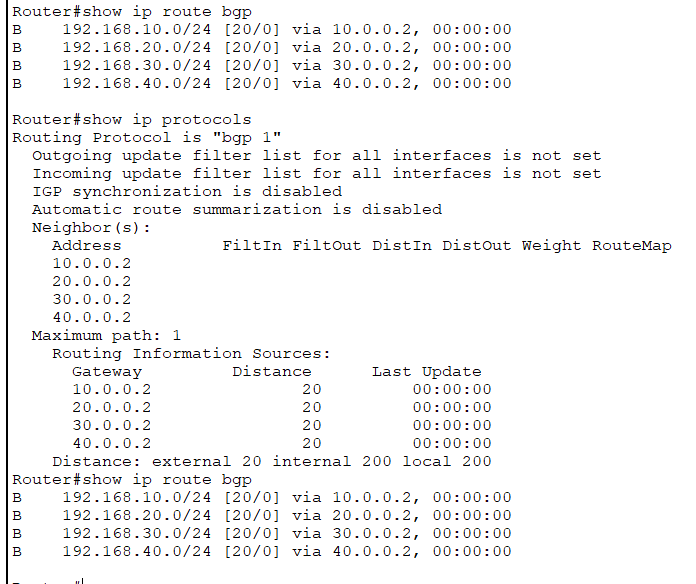 Router#show ip route bgp
B    192.168.10.0/24 [20/0] via 10.0.0.2, 00:00:00
B    192.168.20.0/24 [20/0] via 20.0.0.2, 00:00:00
B    192.168.30.0/24 [20/0] via 30.0.0.2, 00:00:00
B    192.168.40.0/24 [20/0] via 40.0.0.2, 00:00:00

Router#show ip protocols
Routing Protocol is "bgp 1"
  Outgoing update filter list for all interfaces is not set
  Incoming update filter list for all interfaces is not set
  IGP synchronization is disabled
  Automatic route summarization is disabled
  Neighbor(s):
    Address          FiltIn FiltOut DistIn DistOut Weight RouteMap
    10.0.0.2
    20.0.0.2
    30.0.0.2
    40.0.0.2
  Maximum path: 1
    Routing Information Sources:
      Gateway         Distance      Last Update
      10.0.0.2               20         00:00:00
      20.0.0.2               20         00:00:00
      30.0.0.2               20         00:00:00
      40.0.0.2               20         00:00:00
    Distance: external 20 internal 200 local 200
Router#show ip route bgp
B    192.168.10.0/24 [20/0] via 10.0.0.2, 00:00:00
B    192.168.20.0/24 [20/0] via 20.0.0.2, 00:00:00
B    192.168.30.0/24 [20/0] via 30.0.0.2, 00:00:00
B    192.168.40.0/24 [20/0] via 40.0.0.2, 00:00:00